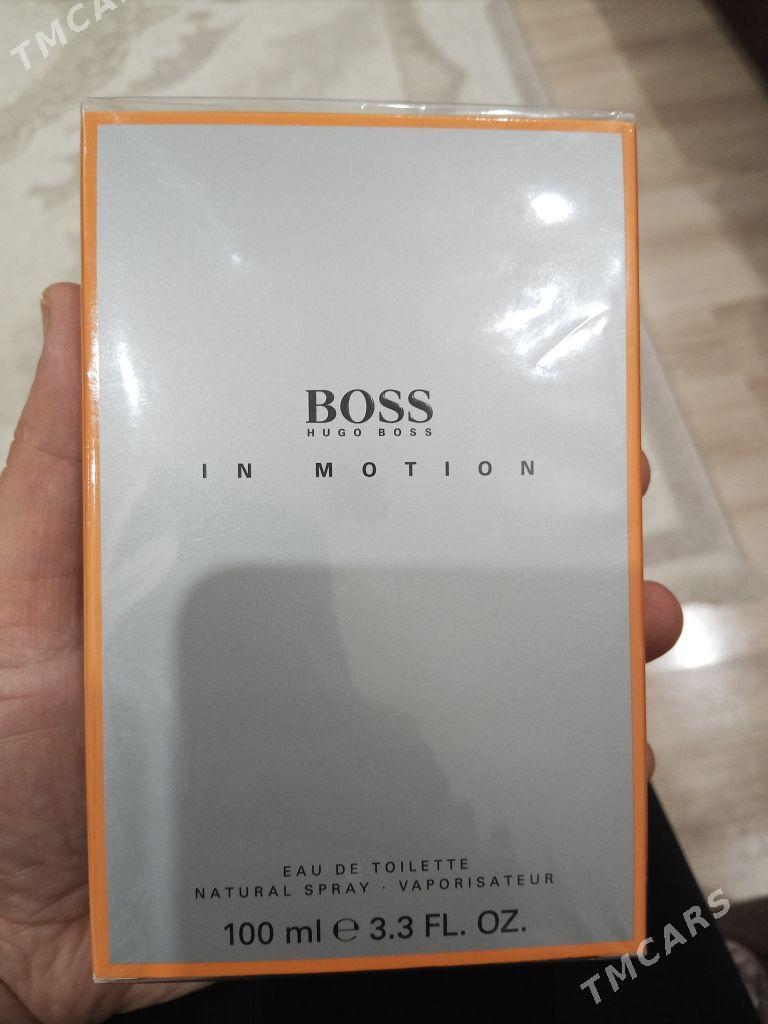 TMCARS
BOSS
HUGO BOSS
IN MOTION
EAU DE TOILETTE
NATURAL SPRAY · VAPORISATEUR
100 ml ℮ 3.3 FL. OZ.
TMCARS